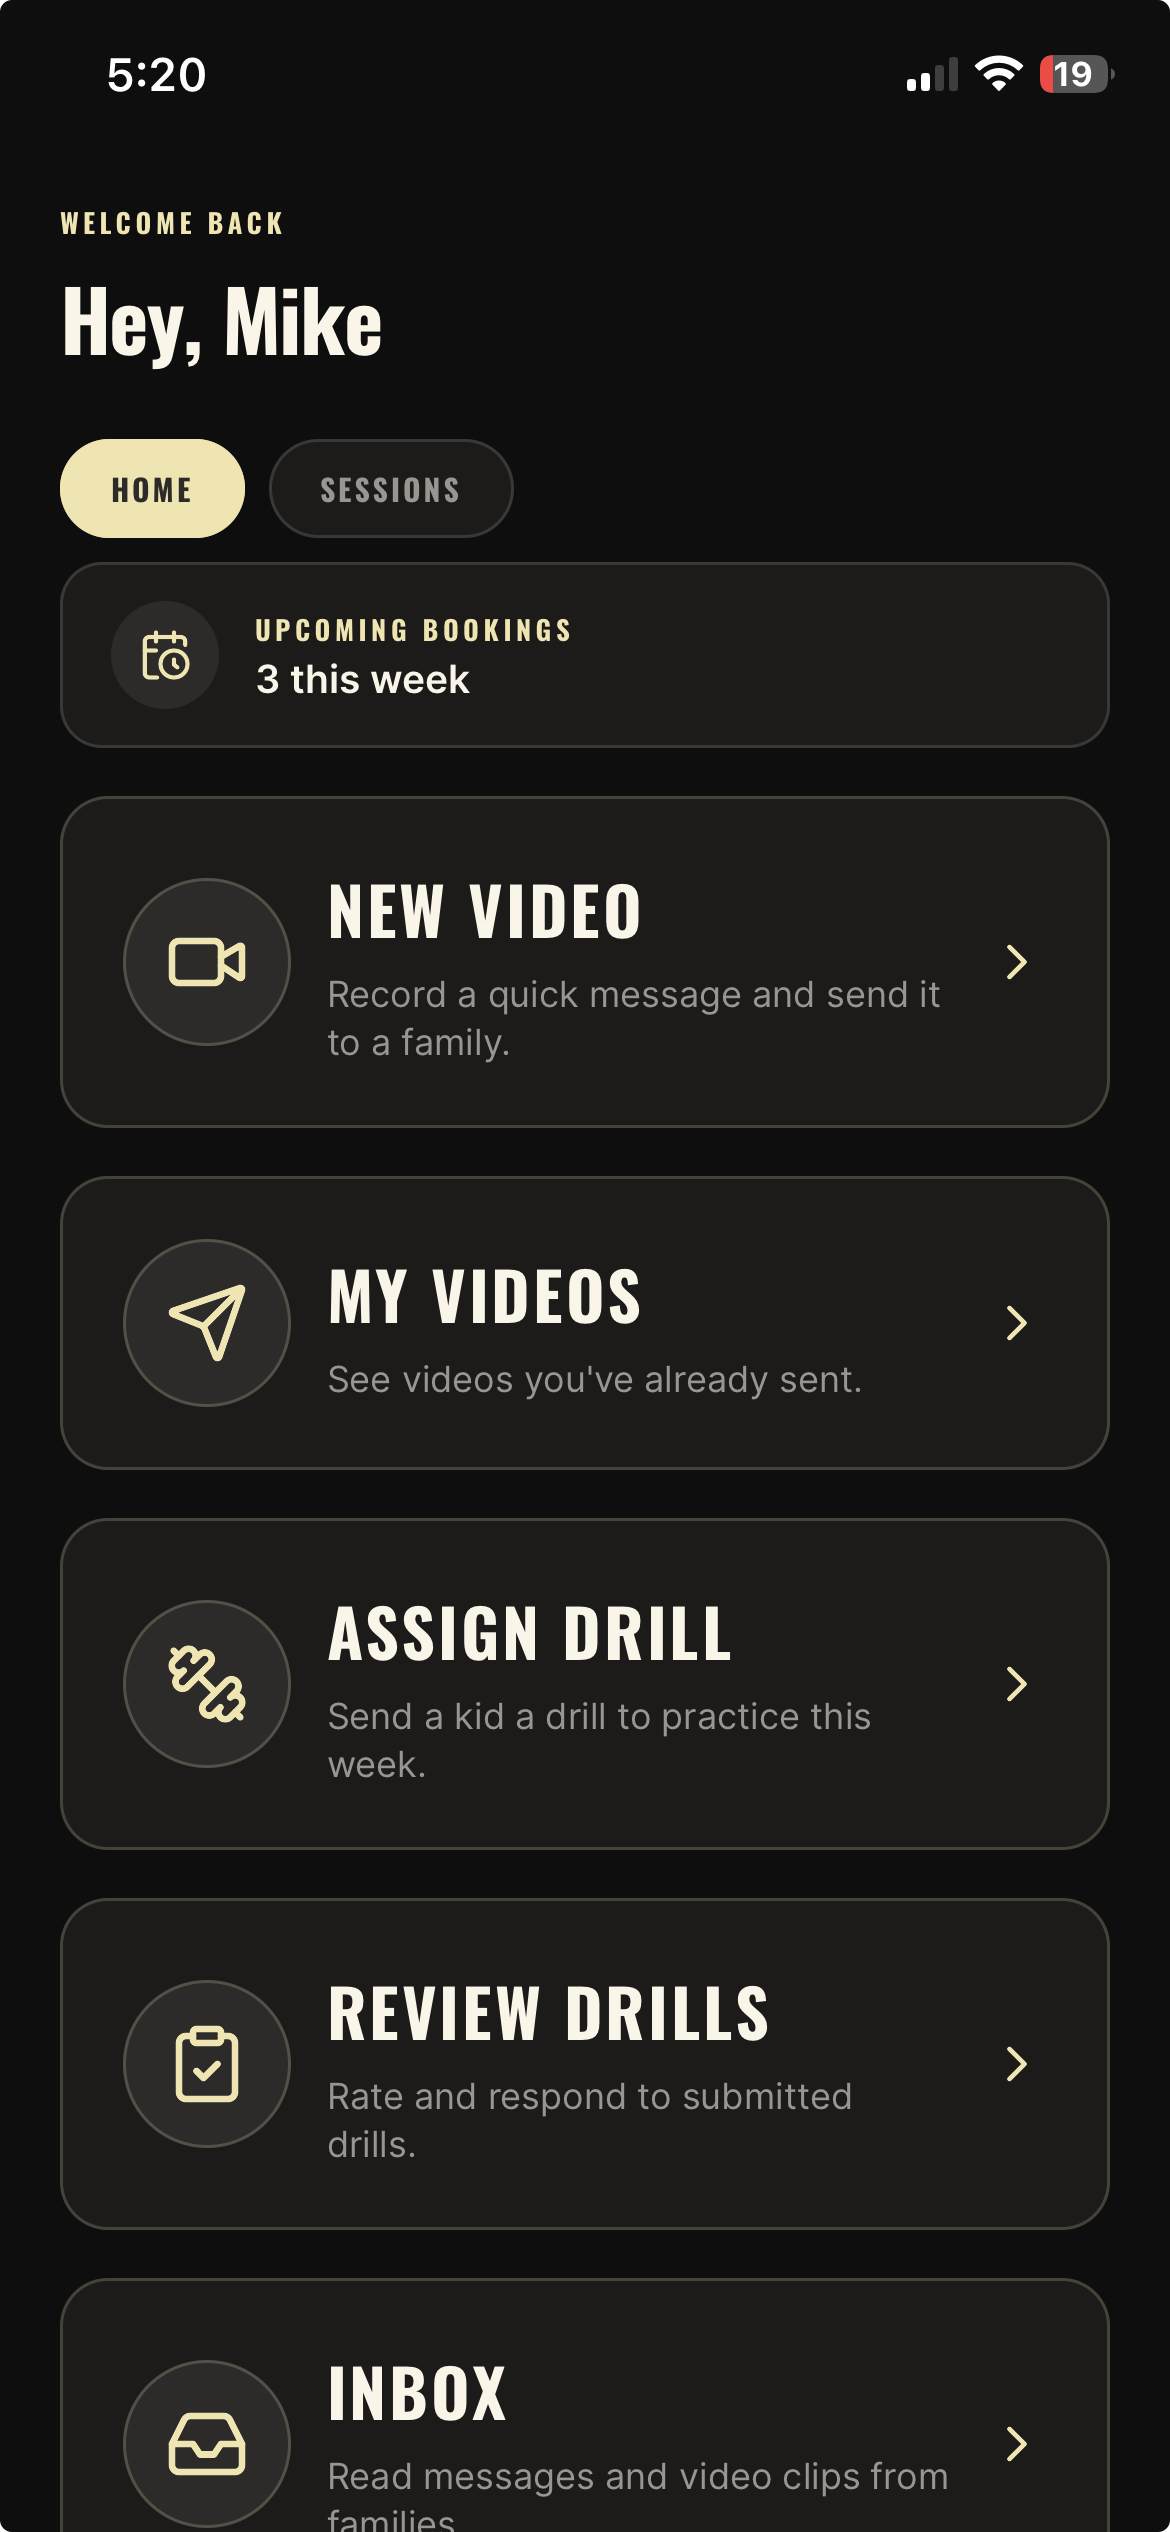 5:20
19
WELCOME BACK
Hey, Mike
HOME
SESSIONS
UPCOMING BOOKINGS
3 this week
NEW VIDEO
Record a quick message and send it
to a family.
MY VIDEOS
See videos you've already sent.
ASSIGN DRILL
Send a kid a drill to practice this
week.
REVIEW DRILLS
Rate and respond to submitted
drills.
INBOX
Read messages and video clips from
families